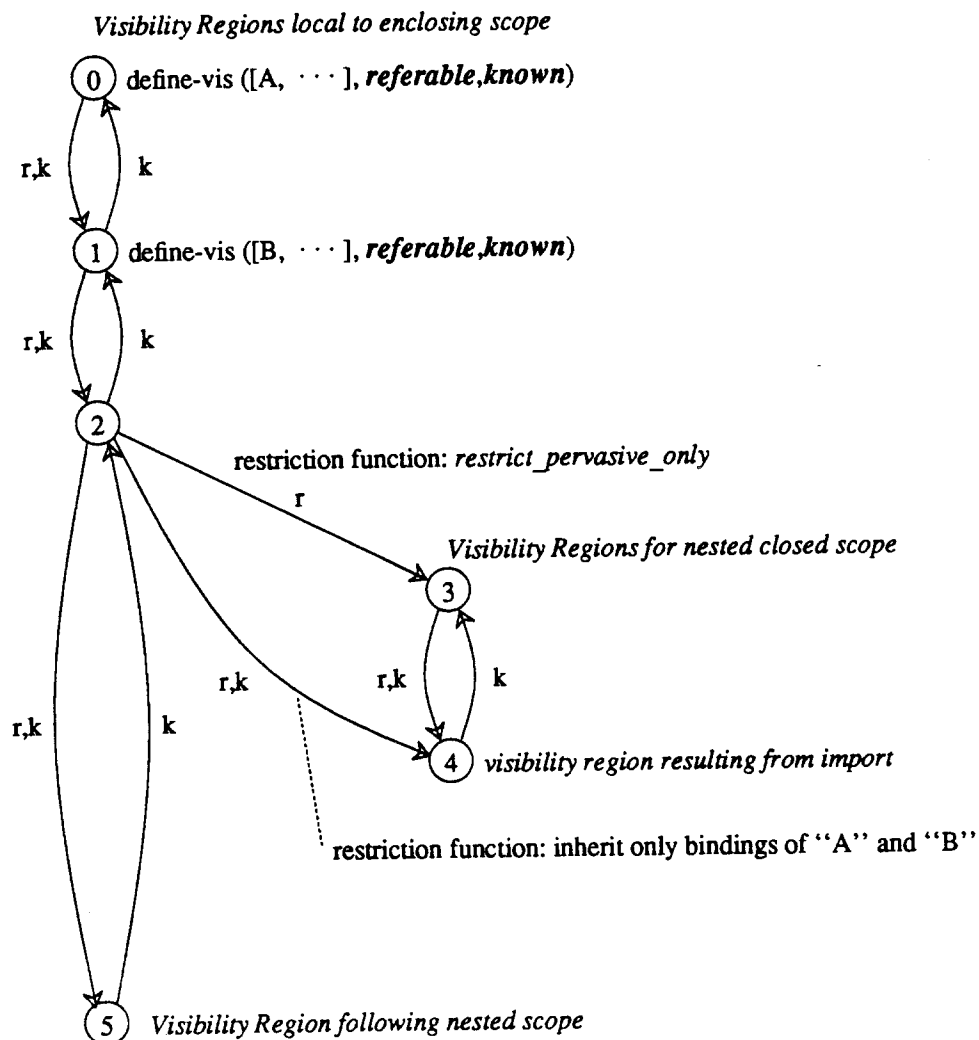 Visibility Regions local to enclosing scope
0 define-vis ([A, · · · ], referable,known)
r,k
k
1 define-vis ([B, · · · ], referable,known)
r,k
k
2
restriction function: restrict_pervasive_only
r
Visibility Regions for nested closed scope
3
r,k
r,k
k
r,k
k
4 visibility region resulting from import
restriction function: inherit only bindings of ‘‘A’’ and ‘‘B’’
5 Visibility Region following nested scope